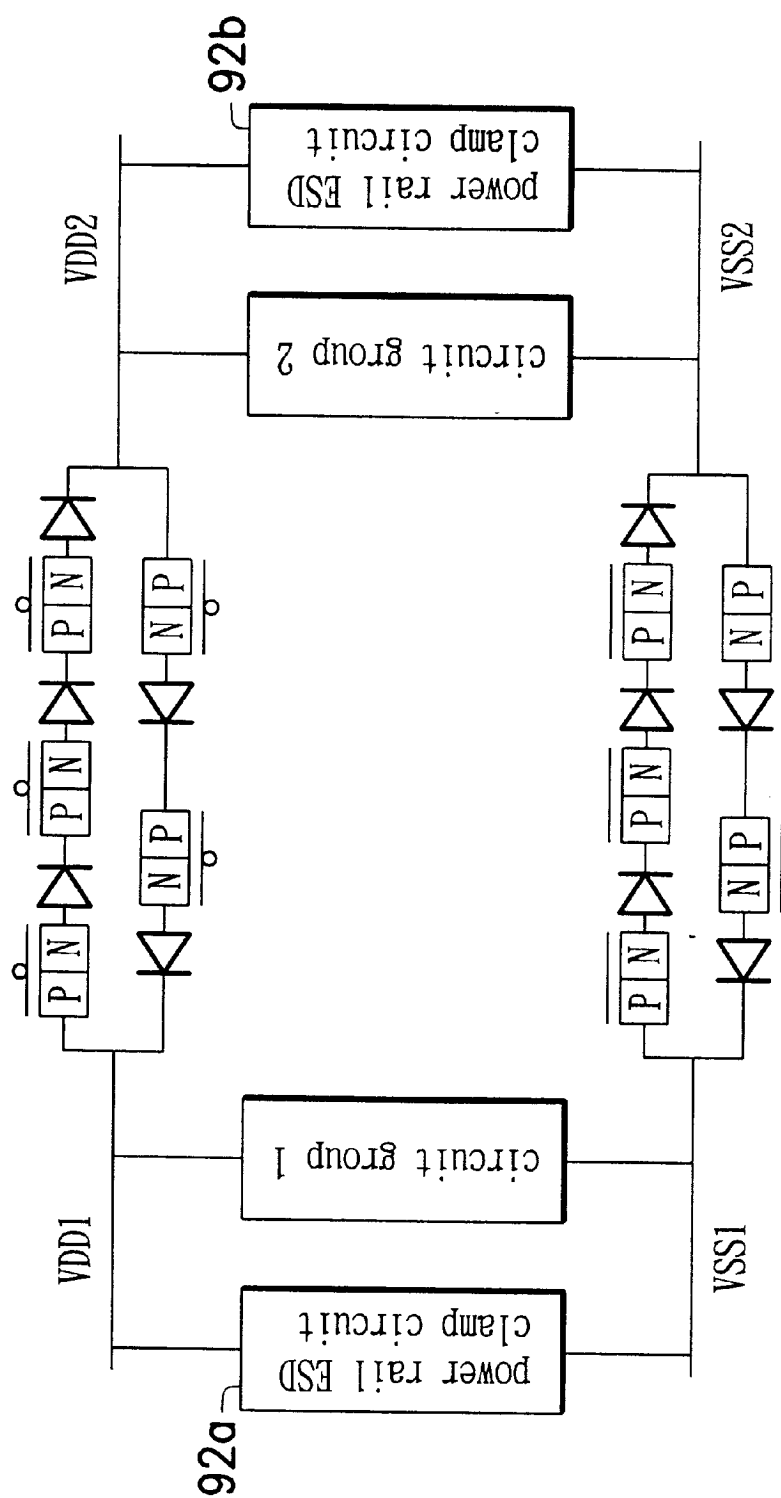 VDD1
P N
P N
P N
VDD2
N P
N P
92a
power rail ESD
clamp circuit
circuit group 1
circuit group 2
power rail ESD
clamp circuit
92b
P N
P N
P N
VSS1
N P
N P
VSS2